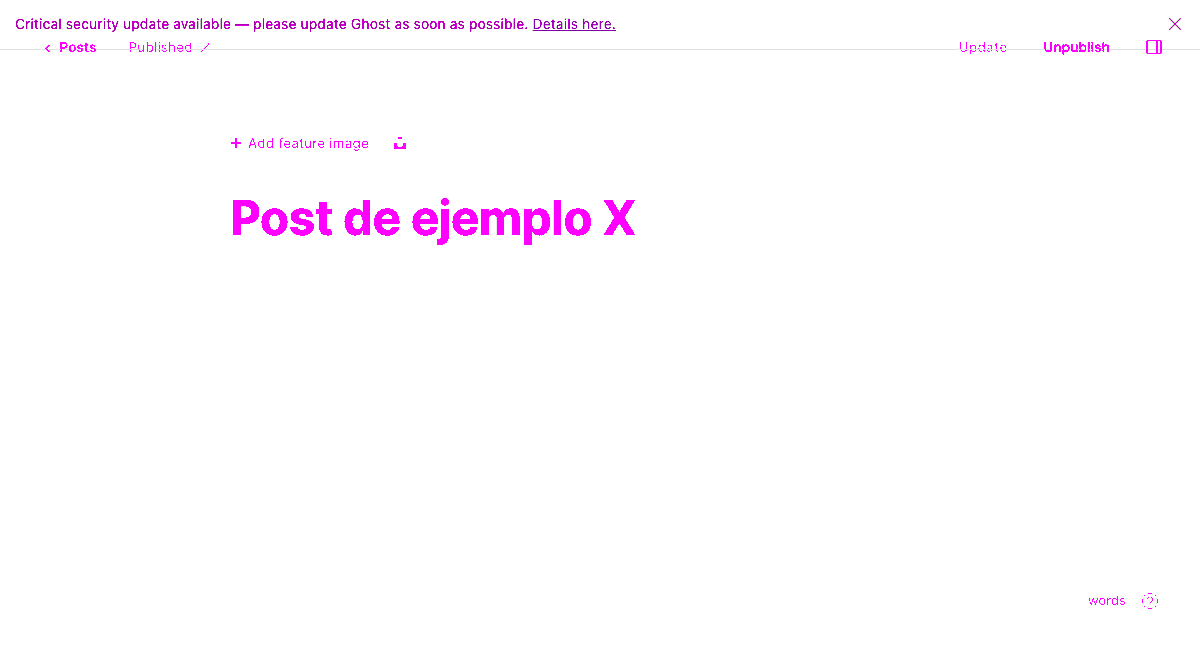 Critical security update available — please update Ghost as soon as possible. Details here.
Posts Published Update Unpublish
Add feature image
Post de ejemplo X
words